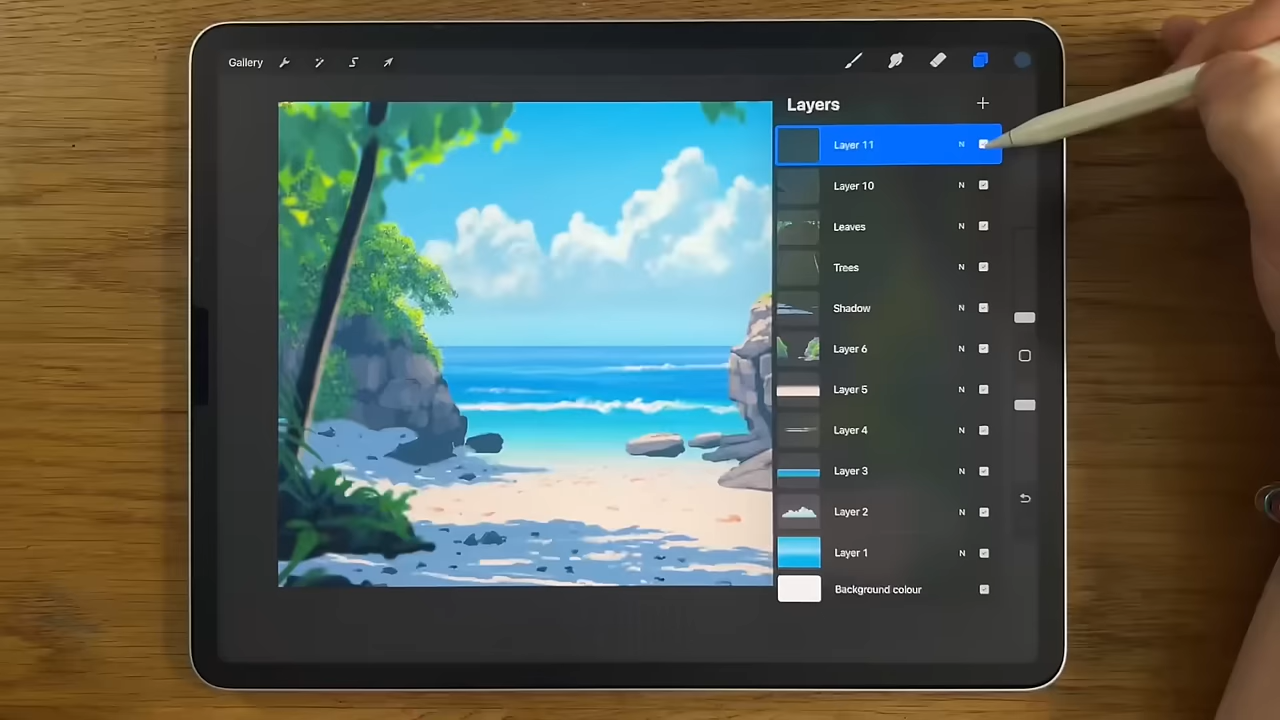 Gallery
Layers
Layer 11 N
Layer 10 N
Leaves N
Trees N
Shadow N
Layer 6 N
Layer 5 N
Layer 4 N
Layer 3 N
Layer 2 N
Layer 1 N
Background colour